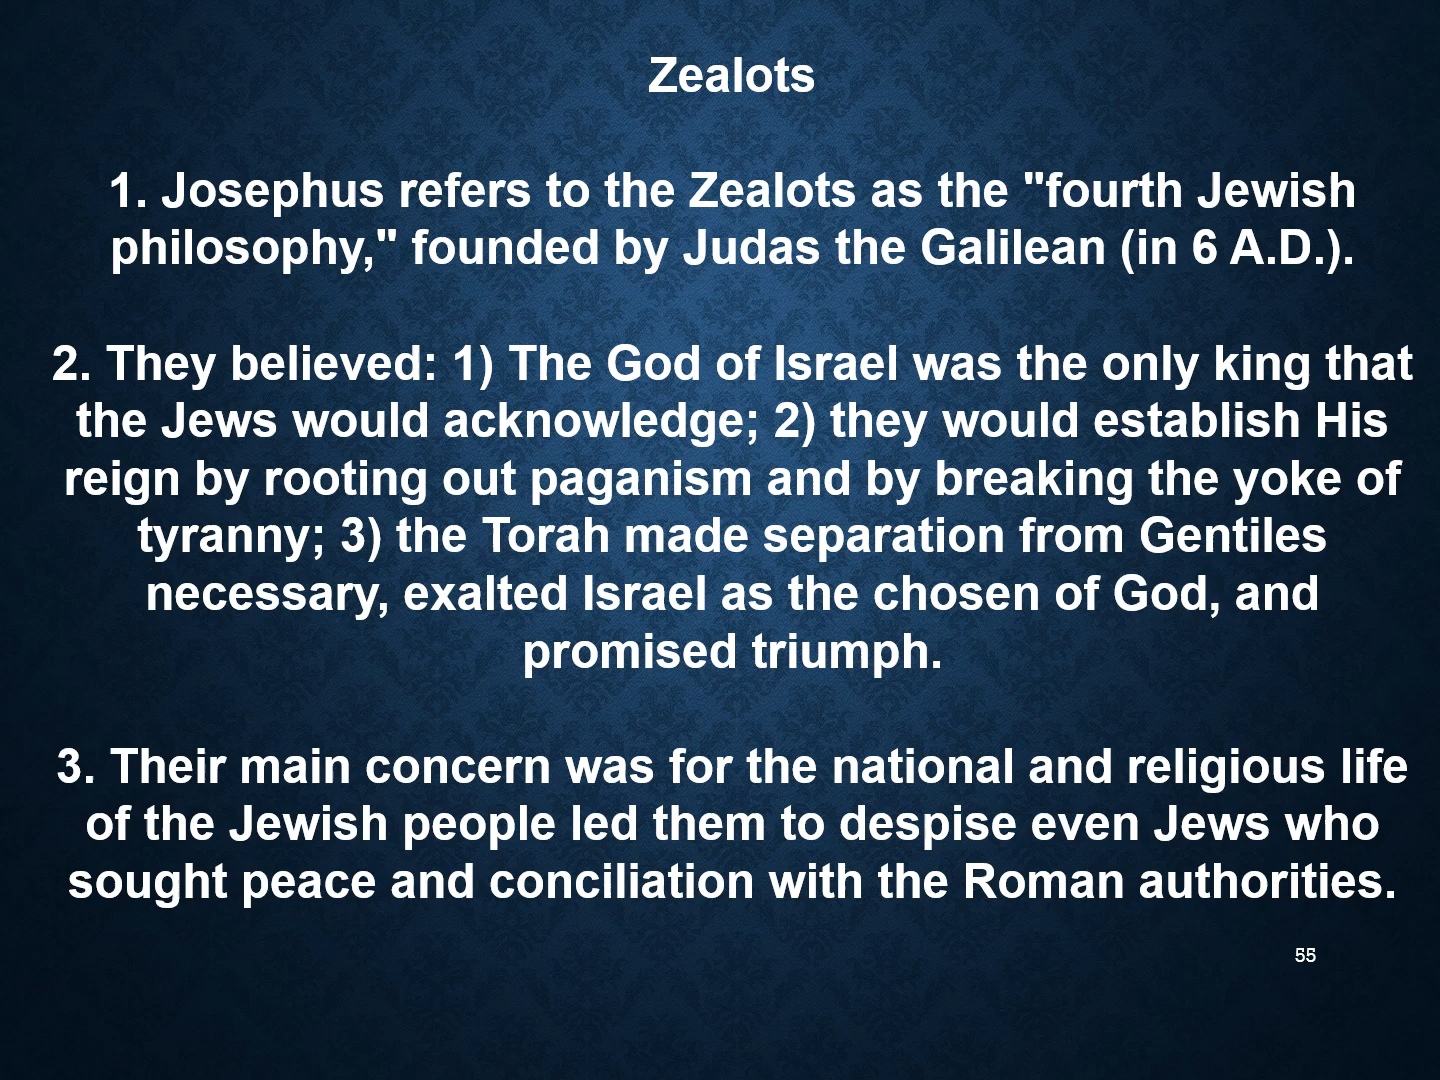 Zealots
1. Josephus refers to the Zealots as the "fourth Jewish
philosophy," founded by Judas the Galilean (in 6 A.D.).
2. They believed: 1) The God of Israel was the only king that
the Jews would acknowledge; 2) they would establish His
reign by rooting out paganism and by breaking the yoke of
tyranny; 3) the Torah made separation from Gentiles
necessary, exalted Israel as the chosen of God, and
promised triumph.
3. Their main concern was for the national and religious life
of the Jewish people led them to despise even Jews who
sought peace and conciliation with the Roman authorities.
55